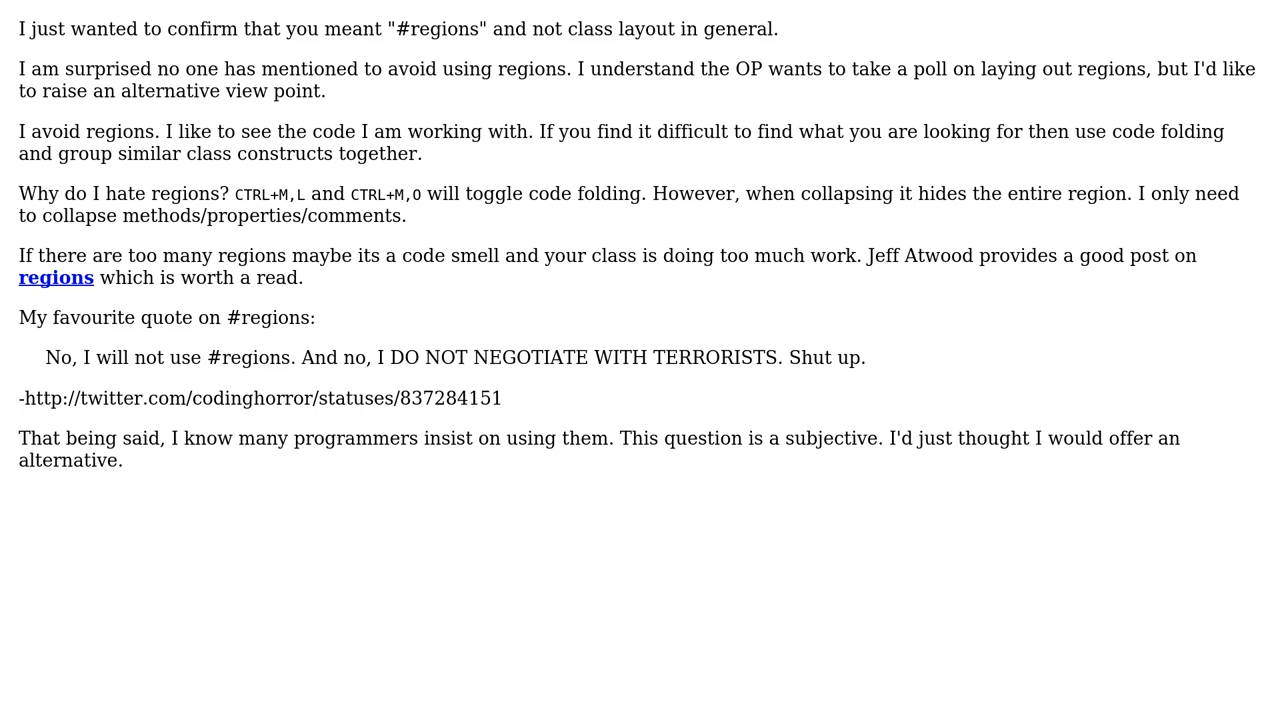 I just wanted to confirm that you meant "#regions" and not class layout in general.
I am surprised no one has mentioned to avoid using regions. I understand the OP wants to take a poll on laying out regions, but I'd like
to raise an alternative view point.
I avoid regions. I like to see the code I am working with. If you find it difficult to find what you are looking for then use code folding
and group similar class constructs together.
Why do I hate regions? CTRL+M,L and CTRL+M,O will toggle code folding. However, when collapsing it hides the entire region. I only need
to collapse methods/properties/comments.
If there are too many regions maybe its a code smell and your class is doing too much work. Jeff Atwood provides a good post on
regions which is worth a read.
My favourite quote on #regions:
No, I will not use #regions. And no, I DO NOT NEGOTIATE WITH TERRORISTS. Shut up.
-http://twitter.com/codinghorror/statuses/837284151
That being said, I know many programmers insist on using them. This question is a subjective. I'd just thought I would offer an
alternative.